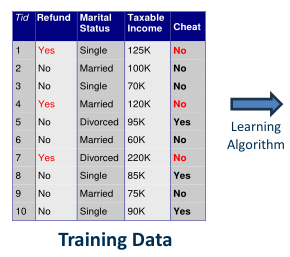 Tid Refund Marital Status Taxable Income Cheat
1 Yes Single 125K No
2 No Married 100K No
3 No Single 70K No
4 Yes Married 120K No
5 No Divorced 95K Yes
6 No Married 60K No
7 Yes Divorced 220K No
8 No Single 85K Yes
9 No Married 75K No
10 No Single 90K Yes
Learning
Algorithm
Training Data